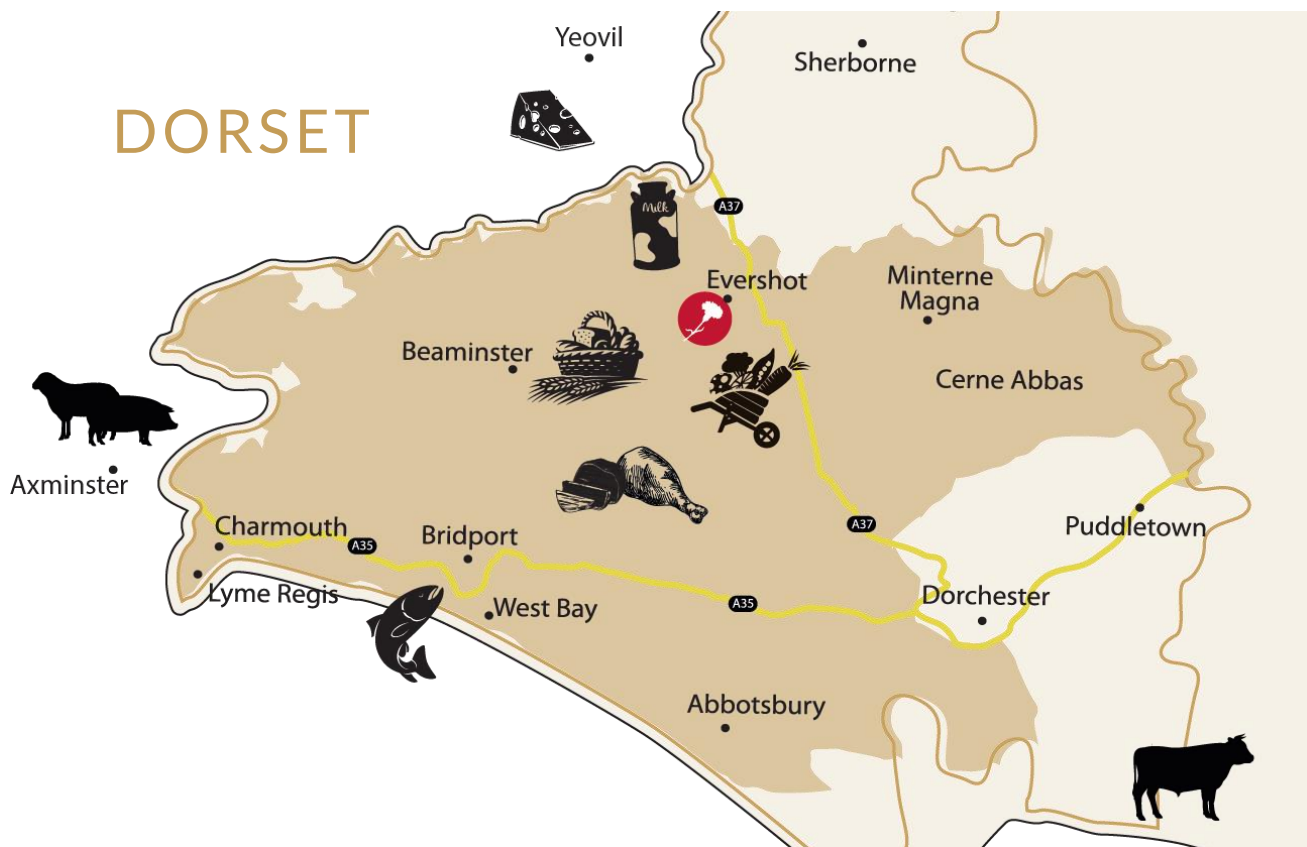 Yeovil
Sherborne
DORSET
Milk
A37
Evershot
Minterne
Magna
Beaminster
Cerne Abbas
Axminster
Charmouth
A35
Bridport
A37
Puddletown
Lyme Regis
West Bay
A35
Dorchester
Abbotsbury